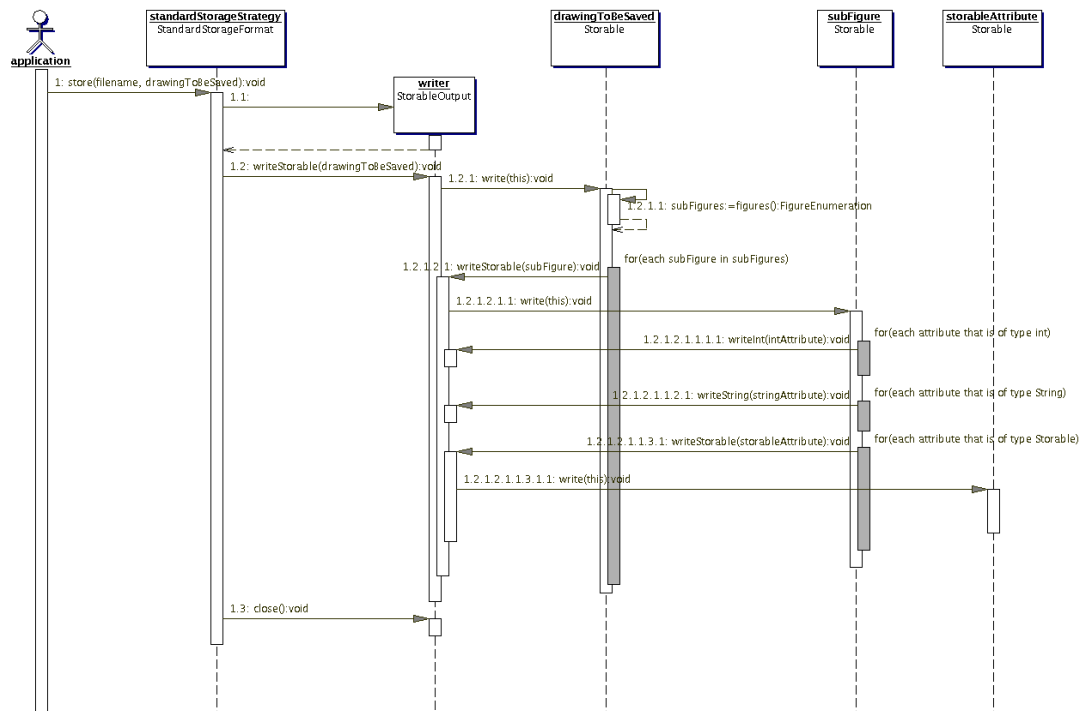 standardStorageStrategy
StandardStorageFormat
drawingToBeSaved
Storable
subFigure
Storable
storableAttribute
Storable
application
1: store(filename, drawingToBeSaved):void
writer
StorableOutput
1.1:
1.2: writeStorable(drawingToBeSaved):void
1.2.1: write(this):void
1.2.1.1: subFigures:=figures():FigureEnumeration
for(each subFigure in subFigures)
1.2.1.2.1: writeStorable(subFigure):void
1.2.1.2.1.1: write(this):void
for(each attribute that is of type int)
1.2.1.2.1.1.1.1: writeInt(intAttribute):void
for(each attribute that is of type String)
1.2.1.2.1.1.2.1: writeString(stringAttribute):void
for(each attribute that is of type Storable)
1.2.1.2.1.1.3.1: writeStorable(storableAttribute):void
1.2.1.2.1.1.3.1.1: write(this):void
1.3: close():void